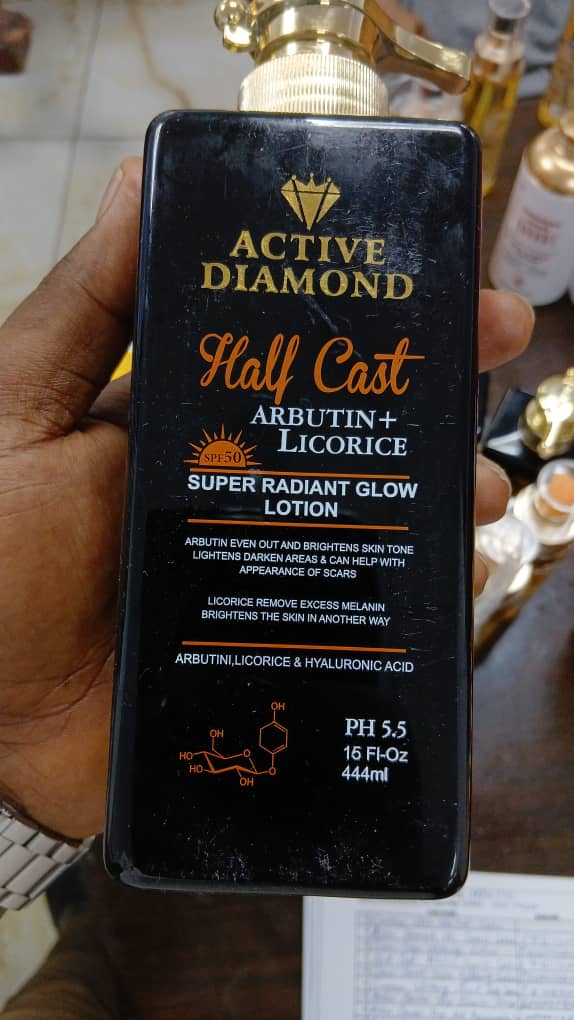 ACTIVE
DIAMOND
Half Cast
ARBUTIN+
LICORICE
SPF50
SUPER RADIANT GLOW
LOTION
ARBUTIN EVEN OUT AND BRIGHTENS SKIN TONE
LIGHTENS DARKEN AREAS & CAN HELP WITH
APPEARANCE OF SCARS
LICORICE REMOVE EXCESS MELANIN
BRIGHTENS THE SKIN IN ANOTHER WAY
ARBUTINI,LICORICE & HYALURONIC ACID
OH
OH
HO
O
HO
O
OH
PH 5.5
15 Fl-Oz
444ml